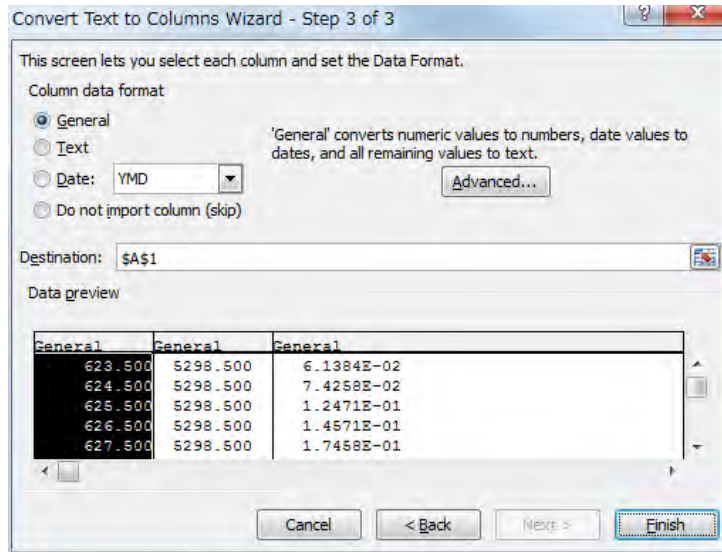 Convert Text to Columns Wizard - Step 3 of 3
This screen lets you select each column and set the Data Format.
Column data format
General
Text
Date: YMD
Do not import column (skip)
'General' converts numeric values to numbers, date values to
dates, and all remaining values to text.
Advanced...
Destination: $A$1
Data preview
General General General
623.500 5298.500 6.1384E-02
624.500 5298.500 7.4258E-02
625.500 5298.500 1.2471E-01
626.500 5298.500 1.4571E-01
627.500 5298.500 1.7458E-01
Cancel < Back Next > Finish